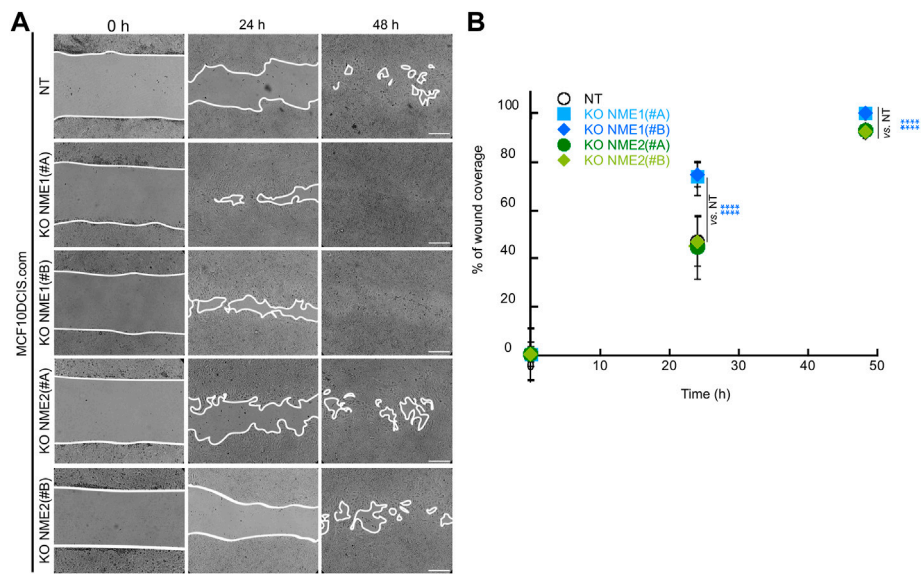 A
0 h 24 h 48 h
MCF10DCIS.com
NT
KO NME1(#A)
KO NME1(#B)
KO NME2(#A)
KO NME2(#B)
B
% of wound coverage
100
80
60
40
20
0
10 20 30 40 50
Time (h)
NT
KO NME1(#A)
KO NME1(#B)
KO NME2(#A)
KO NME2(#B)
vs. NT
****
****
vs. NT
****
****